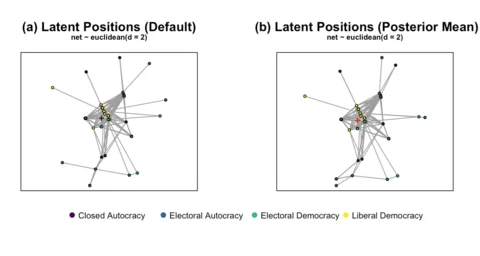 (a) Latent Positions (Default)
net ~ euclidean(d = 2)
(b) Latent Positions (Posterior Mean)
net ~ euclidean(d = 2)
Closed Autocracy Electoral Autocracy Electoral Democracy Liberal Democracy